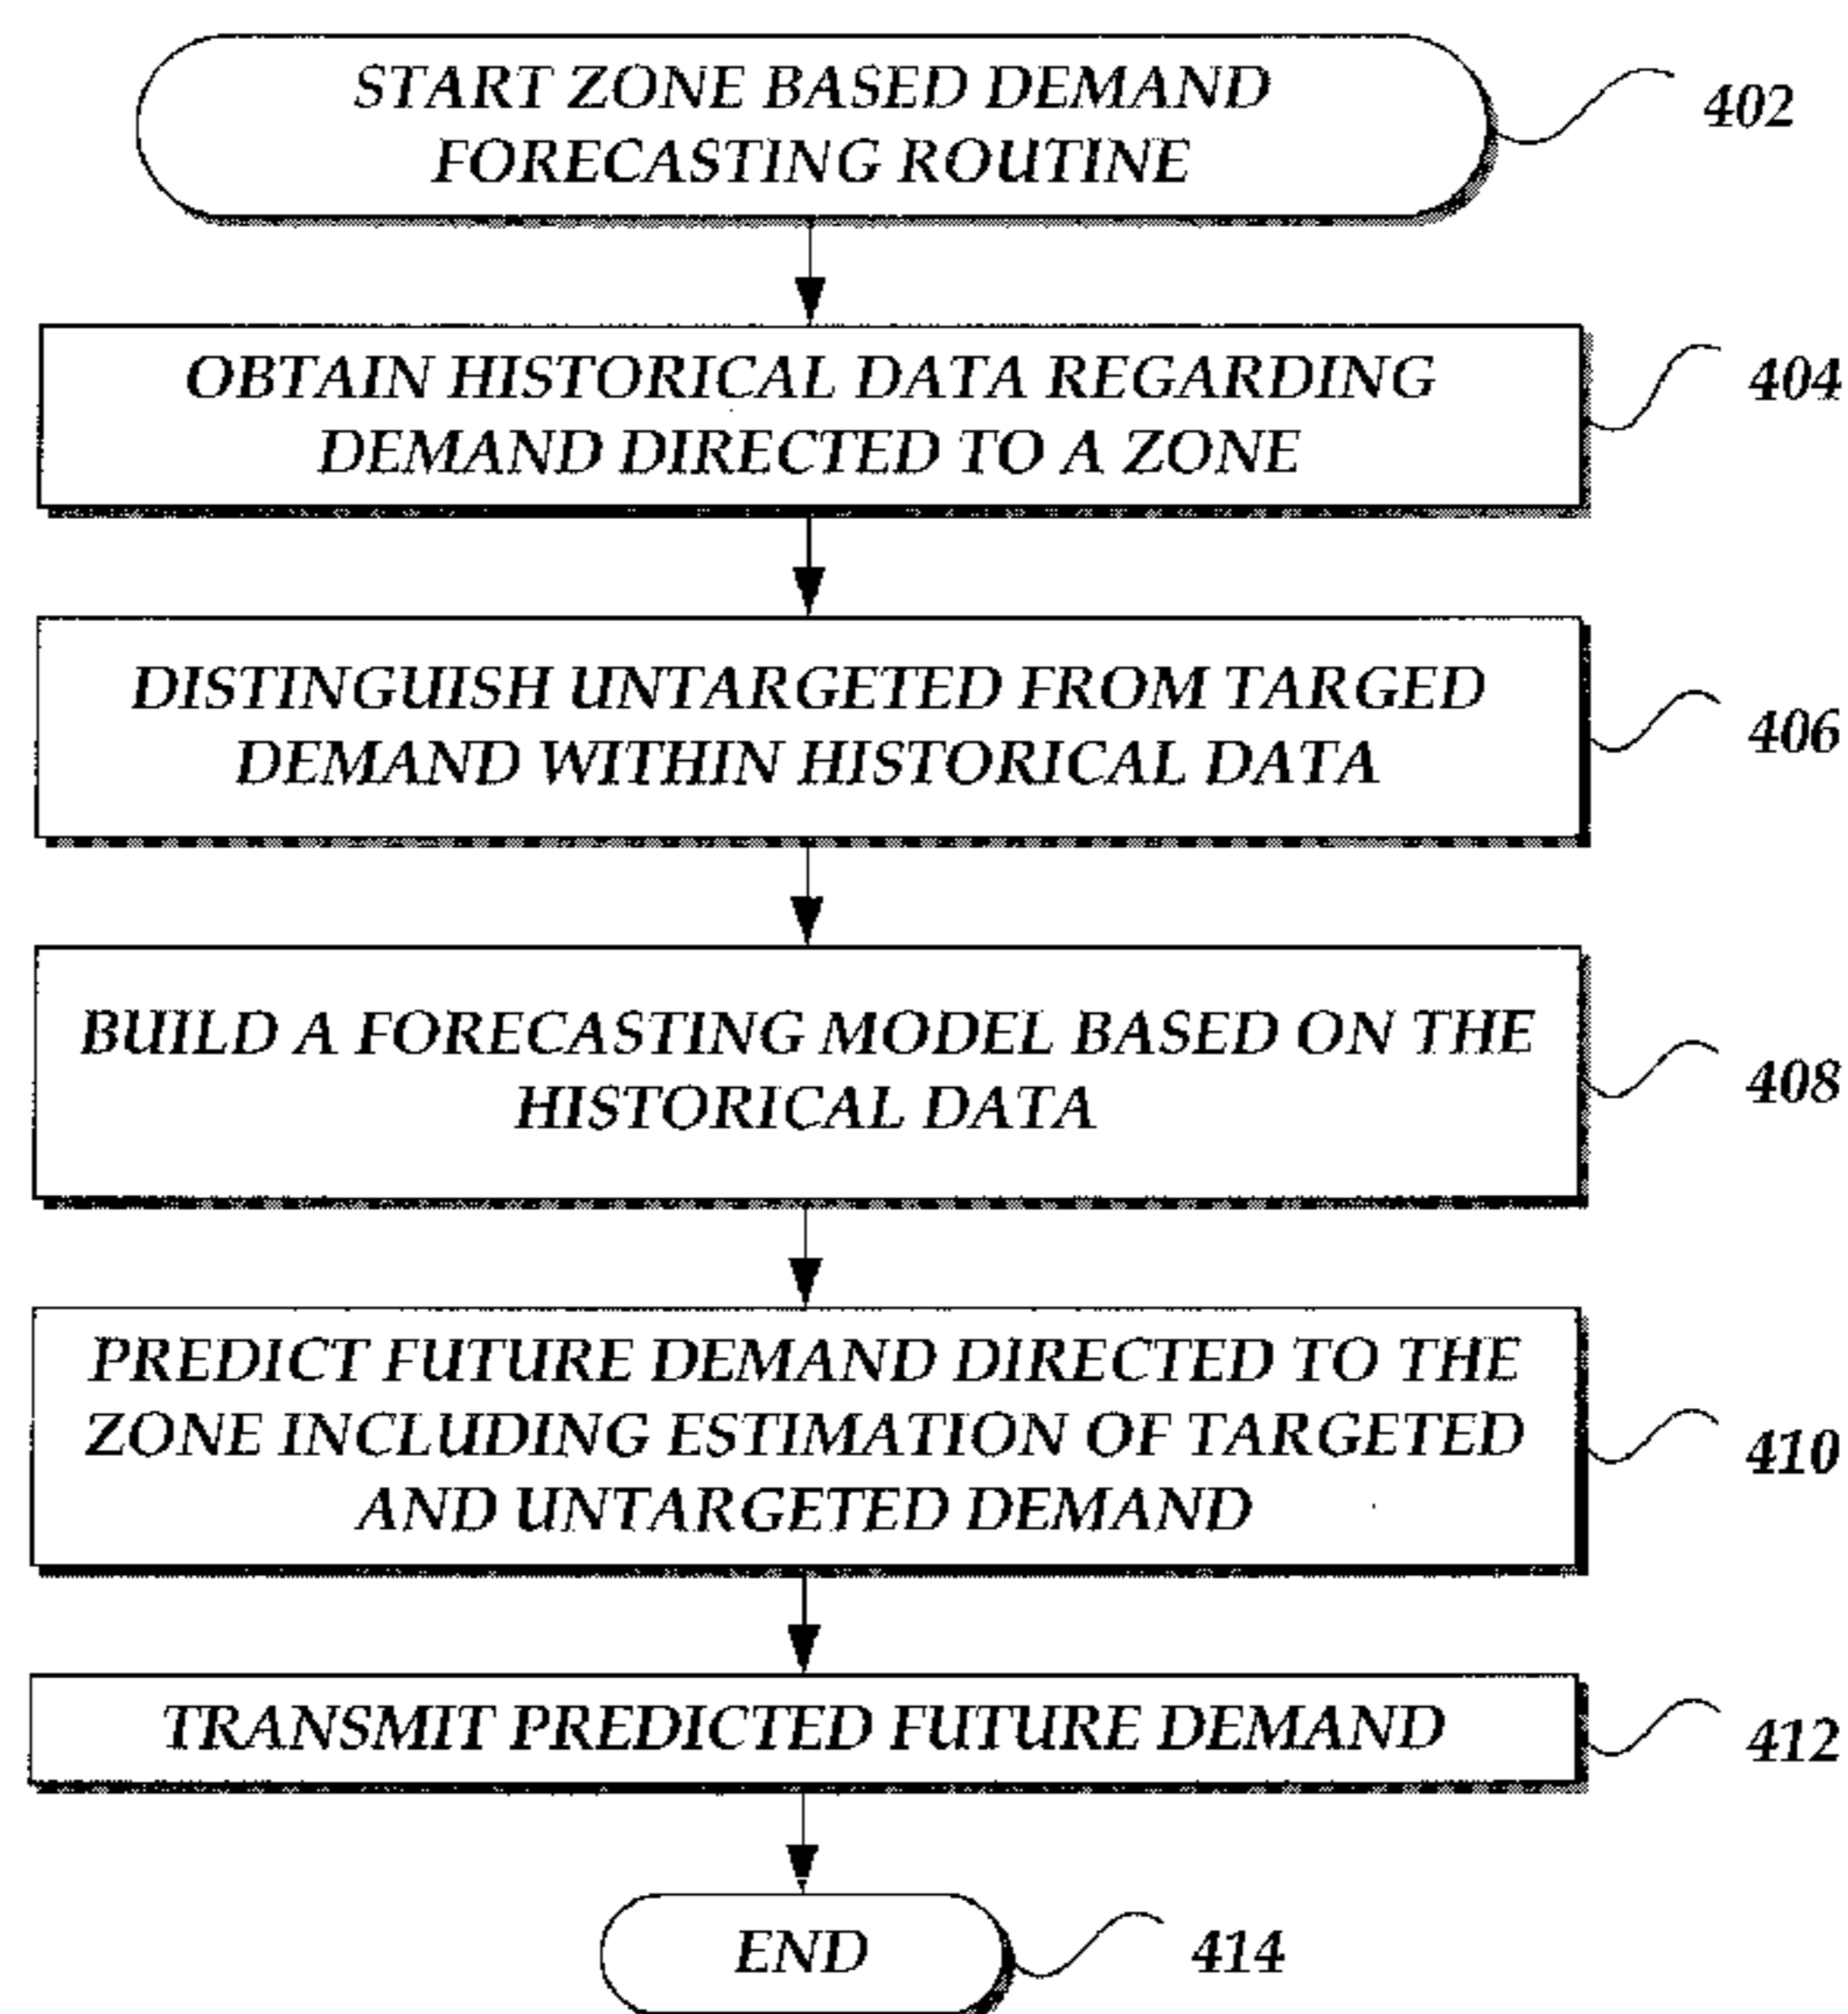 START ZONE BASED DEMAND
FORECASTING ROUTINE
402
OBTAIN HISTORICAL DATA REGARDING
DEMAND DIRECTED TO A ZONE
404
DISTINGUISH UNTARGETED FROM TARGED
DEMAND WITHIN HISTORICAL DATA
406
BUILD A FORECASTING MODEL BASED ON THE
HISTORICAL DATA
408
PREDICT FUTURE DEMAND DIRECTED TO THE
ZONE INCLUDING ESTIMATION OF TARGETED
AND UNTARGETED DEMAND
410
TRANSMIT PREDICTED FUTURE DEMAND
412
END
414